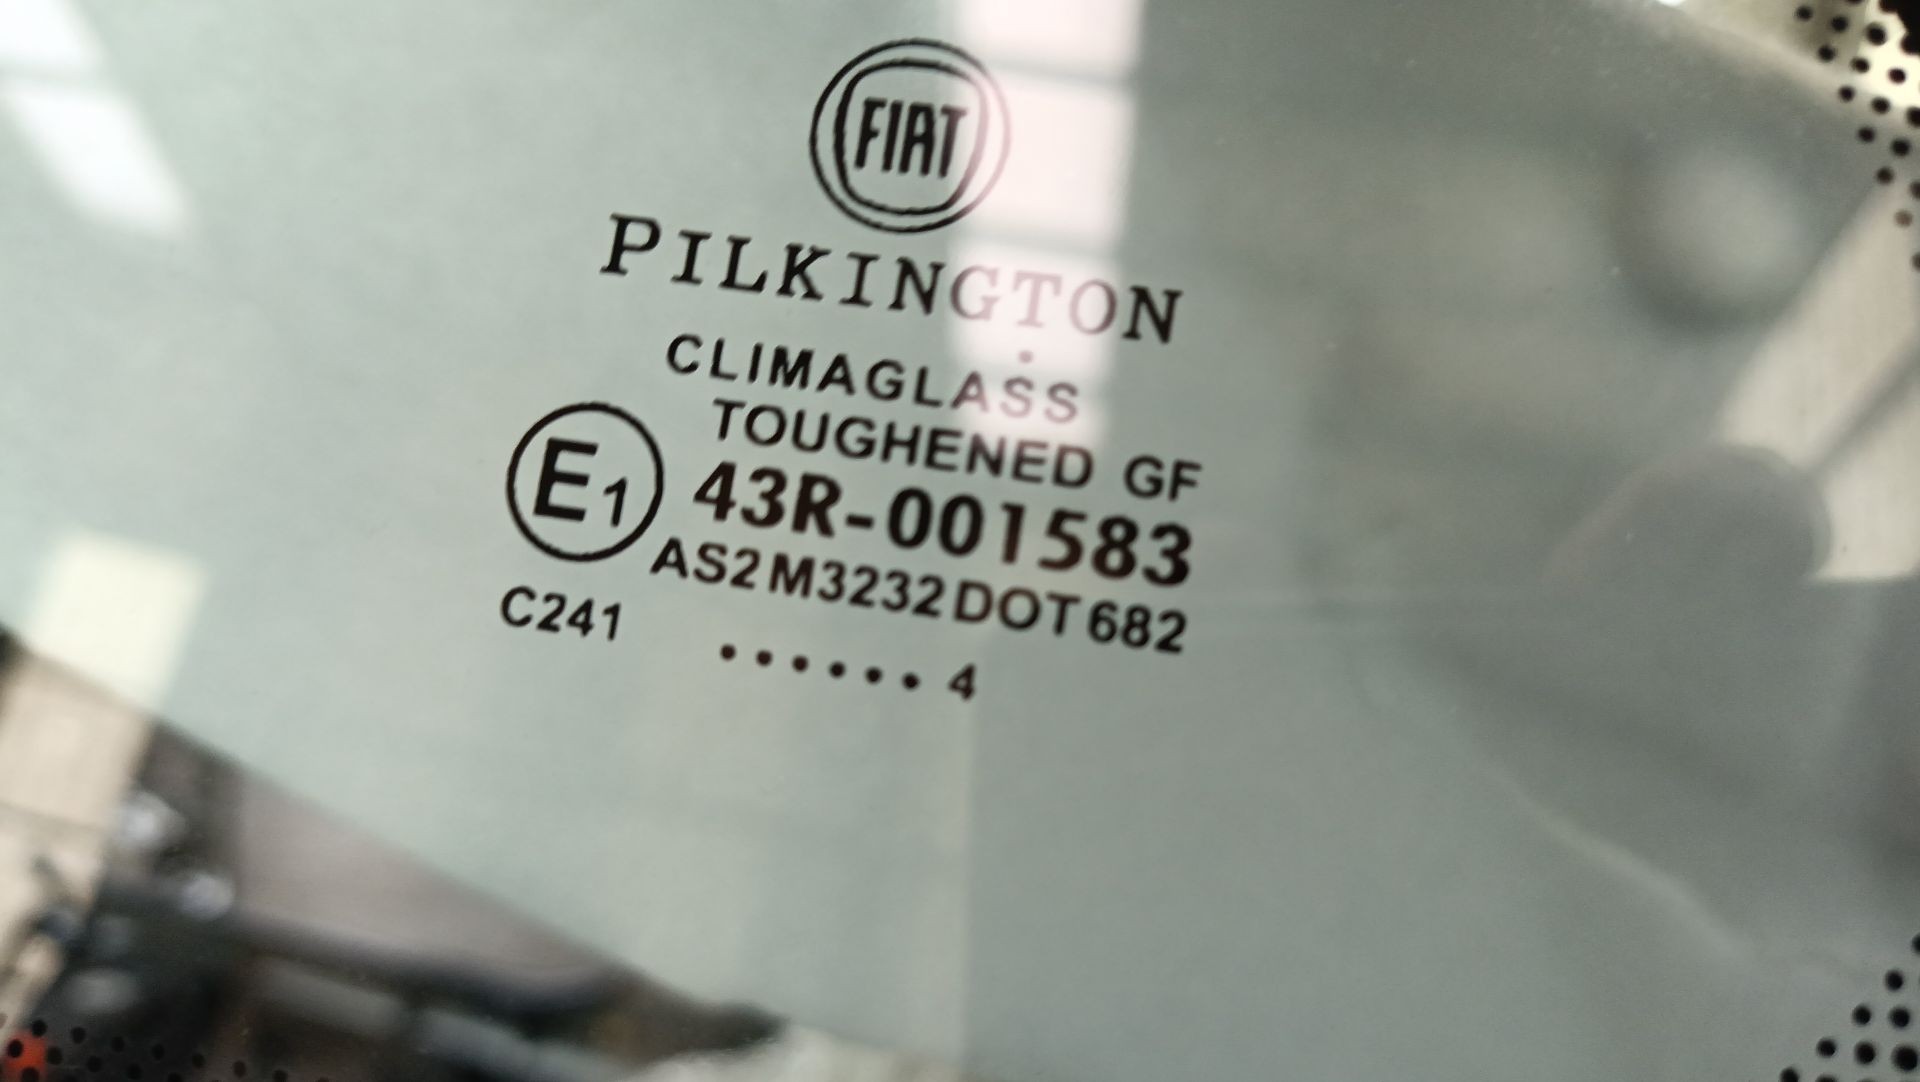 FIAT
PILKINGTON
.
CLIMAGLASS
TOUGHENED GF
E1 43R-001583
AS2 M3232 DOT 682
C241 ...... 4